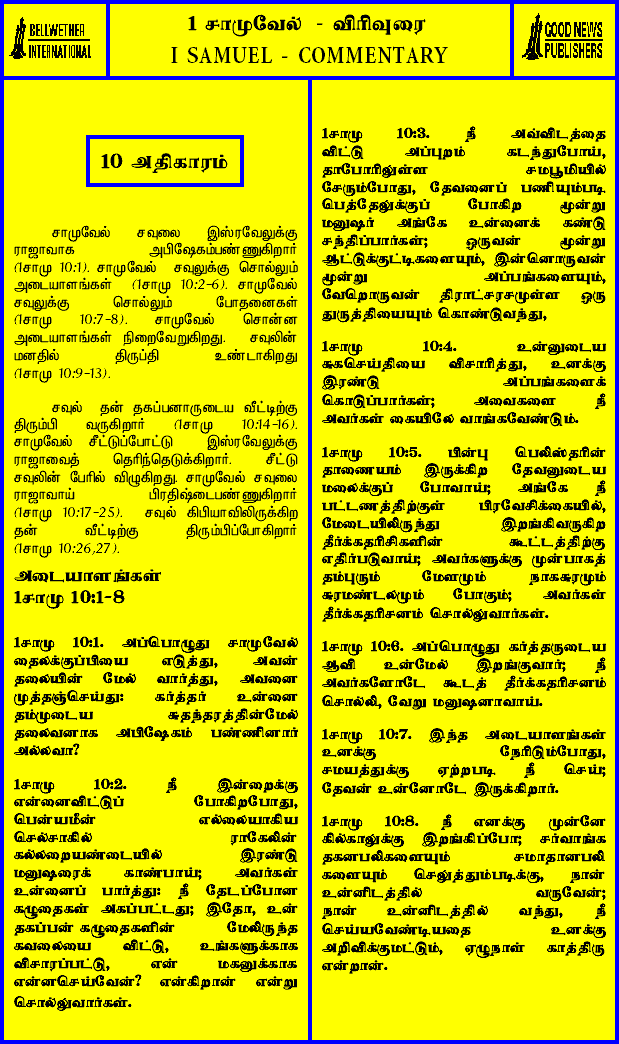 BELLWETHER
INTERNATIONAL
1 சாமுவேல் - விரிவுரை
I SAMUEL - COMMENTARY
GOOD NEWS
PUBLISHERS
10 அதிகாரம்
சாமுவேல் சவுலை இஸ்ரவேலுக்கு
ராஜாவாக அபிஷேகம்பண்ணுகிறார்
(1சாமு 10:1). சாமுவேல் சவுலுக்கு சொல்லும்
அடையாளங்கள் (1சாமு 10:2-6). சாமுவேல்
சவுலுக்கு சொல்லும் போதனைகள்
(1சாமு 10:7-8). சாமுவேல் சொன்ன
அடையாளங்கள் நிறைவேறுகிறது. சவுலின்
மனதில் திருப்தி உண்டாகிறது
(1சாமு 10:9-13).
சவுல் தன் தகப்பனாருடைய வீட்டிற்கு
திரும்பி வருகிறார் (1சாமு 10:14-16).
சாமுவேல் சீட்டுப்போட்டு இஸ்ரவேலுக்கு
ராஜாவைத் தெரிந்தெடுக்கிறார். சீட்டு
சவுலின் பேரில் விழுகிறது. சாமுவேல் சவுலை
ராஜாவாய் பிரதிஷ்டைபண்ணுகிறார்
(1சாமு 10:17-25). சவுல் கிபியாவிலிருக்கிற
தன் வீட்டிற்கு திரும்பிப்போகிறார்
(1சாமு 10:26,27).
அடையாளங்கள்
1சாமு 10:1-8
1சாமு 10:1. அப்பொழுது சாமுவேல்
தைலக்குப்பியை எடுத்து, அவன்
தலையின் மேல் வார்த்து, அவனை
முத்தஞ்செய்து: கர்த்தர் உன்னை
தம்முடைய சுதந்தரத்தின்மேல்
தலைவனாக அபிஷேகம் பண்ணினார்
அல்லவா?
1சாமு 10:2. நீ இன்றைக்கு
என்னைவிட்டுப் போகிறபோது,
பென்யமீன் எல்லையாகிய
செல்சாகில் ராகேலின்
கல்லறையண்டையில் இரண்டு
மனுஷரைக் காண்பாய்; அவர்கள்
உன்னைப் பார்த்து: நீ தேடப்போன
கழுதைகள் அகப்பட்டது; இதோ, உன்
தகப்பன் கழுதைகளின் மேலிருந்த
கவலையை விட்டு, உங்களுக்காக
விசாரப்பட்டு, என் மகனுக்காக
என்னசெய்வேன்? என்கிறான் என்று
சொல்லுவார்கள்.
1சாமு 10:3. நீ அவ்விடத்தை
விட்டு அப்புறம் கடந்துபோய்,
தாபோரிலுள்ள சமபூமியில்
சேரும்போது, தேவனைப் பணியும்படி
பெத்தேலுக்குப் போகிற மூன்று
மனுஷர் அங்கே உன்னைக் கண்டு
சந்திப்பார்கள்; ஒருவன் மூன்று
ஆட்டுக்குட்டிகளையும், இன்னொருவன்
மூன்று அப்பங்களையும்,
வேறொருவன் திராட்சரசமுள்ள ஒரு
துருத்தியையும் கொண்டுவந்து,
1சாமு 10:4. உன்னுடைய
சுகசெய்தியை விசாரித்து, உனக்கு
இரண்டு அப்பங்களைக்
கொடுப்பார்கள்; அவைகளை நீ
அவர்கள் கையிலே வாங்கவேண்டும்.
1சாமு 10:5. பின்பு பெலிஸ்தரின்
தாணையம் இருக்கிற தேவனுடைய
மலைக்குப் போவாய்; அங்கே நீ
பட்டணத்திற்குள் பிரவேசிக்கையில்,
மேடையிலிருந்து இறங்கிவருகிற
தீர்க்கதரிசிகளின் கூட்டத்திற்கு
எதிர்படுவாய்; அவர்களுக்கு முன்பாகத்
தம்புரும் மேளமும் நாகசுரமும்
சுரமண்டலமும் போகும்; அவர்கள்
தீர்க்கதரிசனம் சொல்லுவார்கள்.
1சாமு 10:6. அப்பொழுது கர்த்தருடைய
ஆவி உன்மேல் இறங்குவார்; நீ
அவர்களோடே கூடத் தீர்க்கதரிசனம்
சொல்லி, வேறு மனுஷனாவாய்.
1சாமு 10:7. இந்த அடையாளங்கள்
உனக்கு நேரிடும்போது,
சமயத்துக்கு ஏற்றபடி நீ செய்;
தேவன் உன்னோடே இருக்கிறார்.
1சாமு 10:8. நீ எனக்கு முன்னே
கில்காலுக்கு இறங்கிப்போ; சர்வாங்க
தகனபலிகளையும் சமாதானபலி
களையும் செலுத்தும்படிக்கு, நான்
உன்னிடத்தில் வருவேன்;
நான் உன்னிடத்தில் வந்து, நீ
செய்யவேண்டியதை உனக்கு
அறிவிக்குமட்டும், ஏழுநாள் காத்திரு
என்றான்.